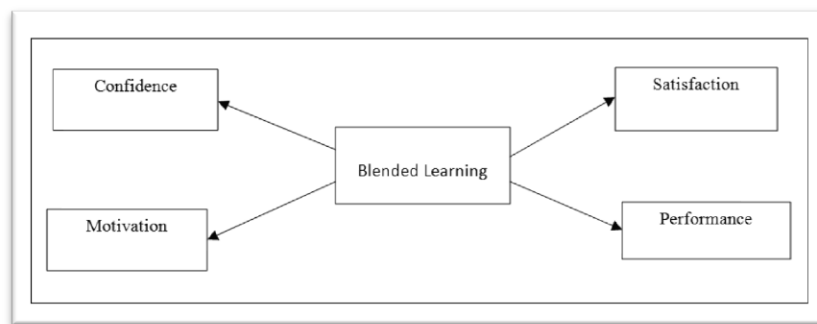 Confidence
Satisfaction
Blended Learning
Motivation
Performance